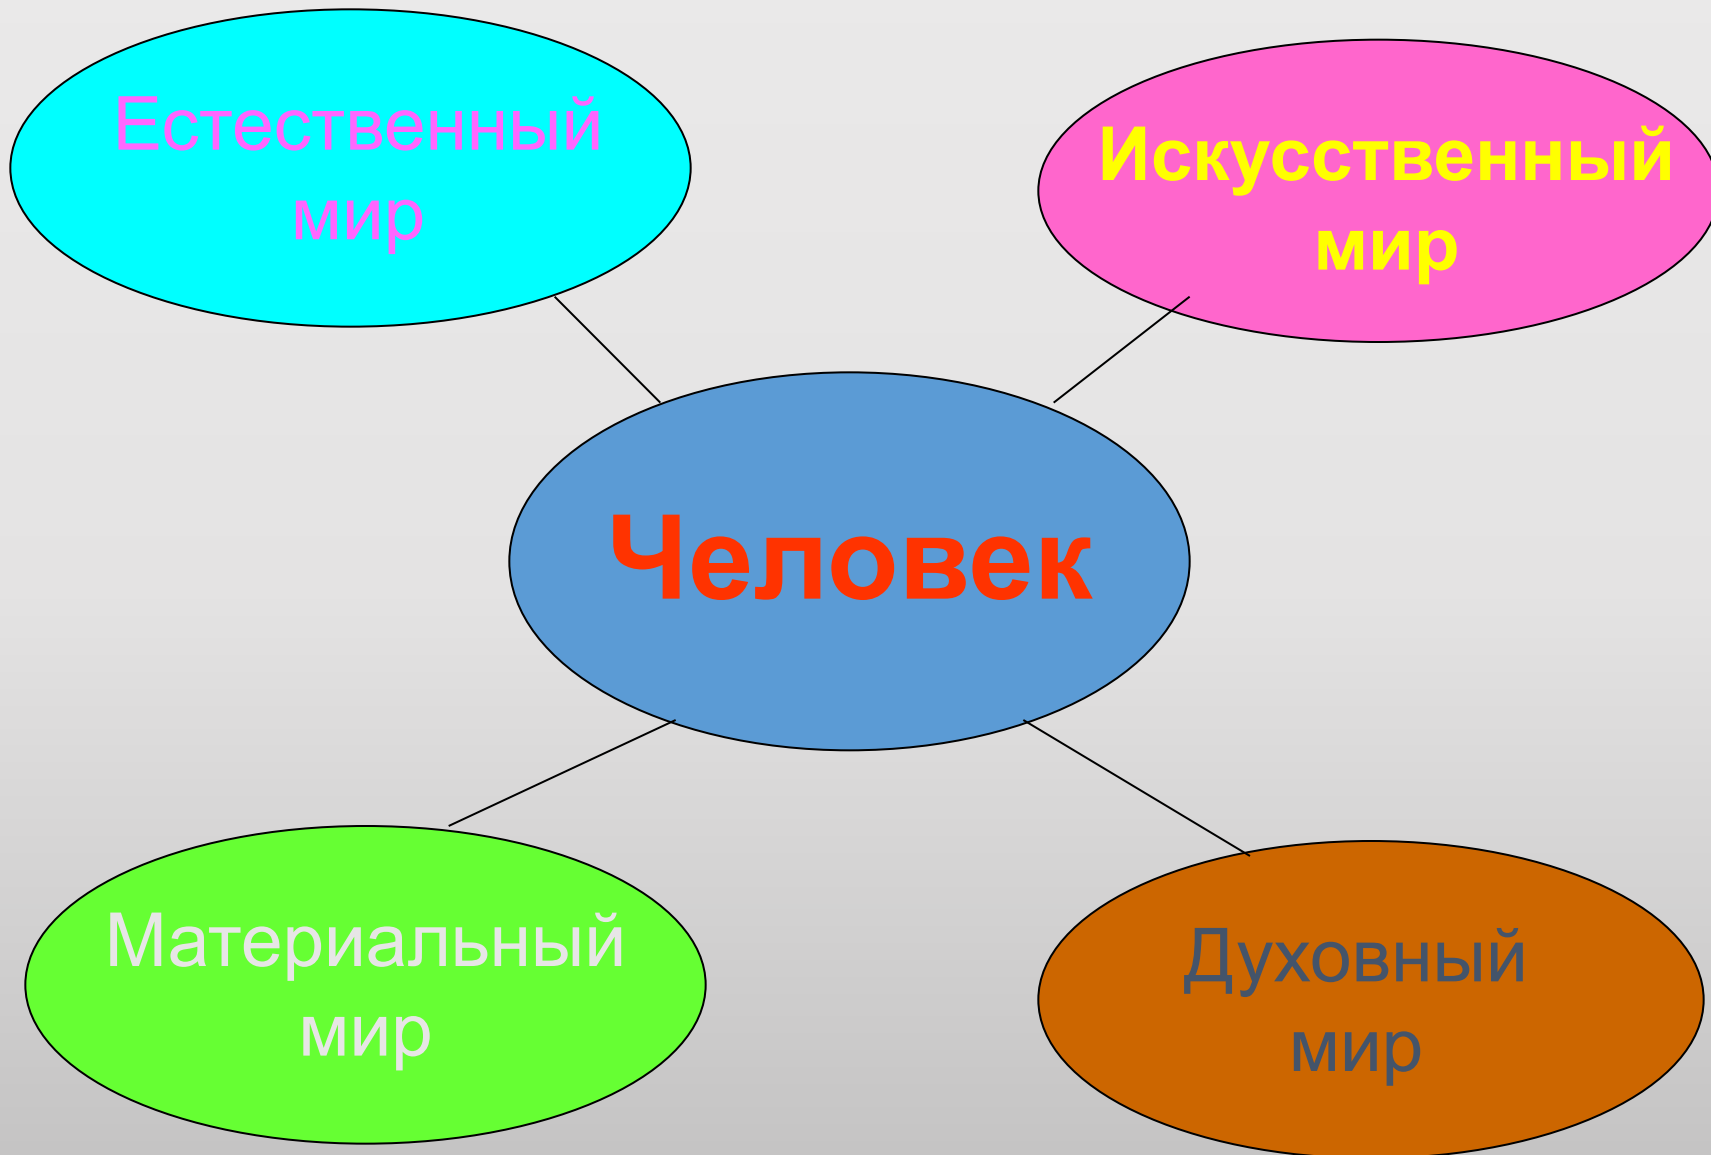 Естественный
мир
Искусственный
мир
Человек
Материальный
мир
Духовный
мир